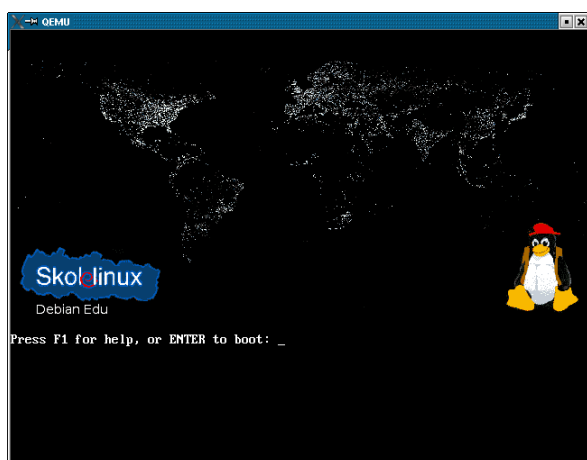 QEMU
Skolelinux
Debian Edu
Press F1 for help, or ENTER to boot: _